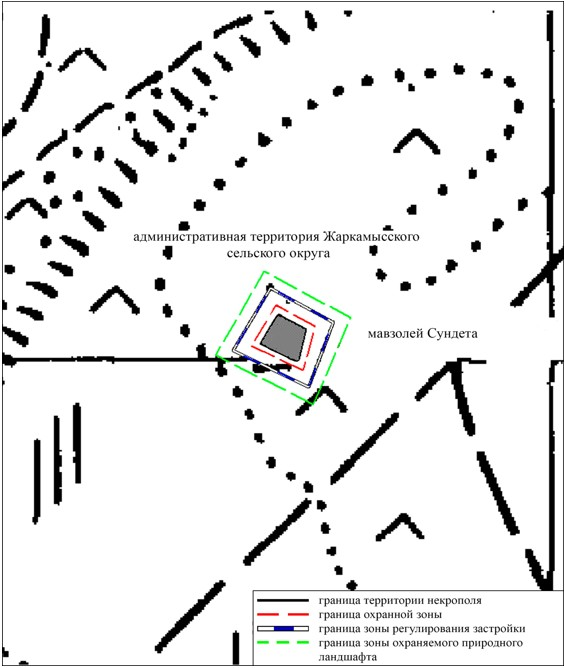 административная территория Жаркамысского
сельского округа
мавзолей Сундета
граница территории некрополя
граница охранной зоны
граница зоны регулирования застройки
граница зоны охраняемого природного
ландшафта